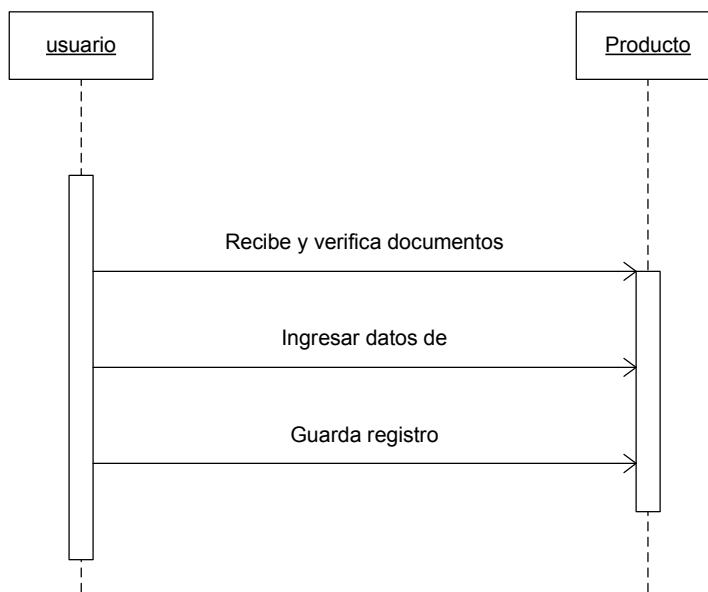 usuario
Producto
Recibe y verifica documentos
Ingresar datos de
Guarda registro